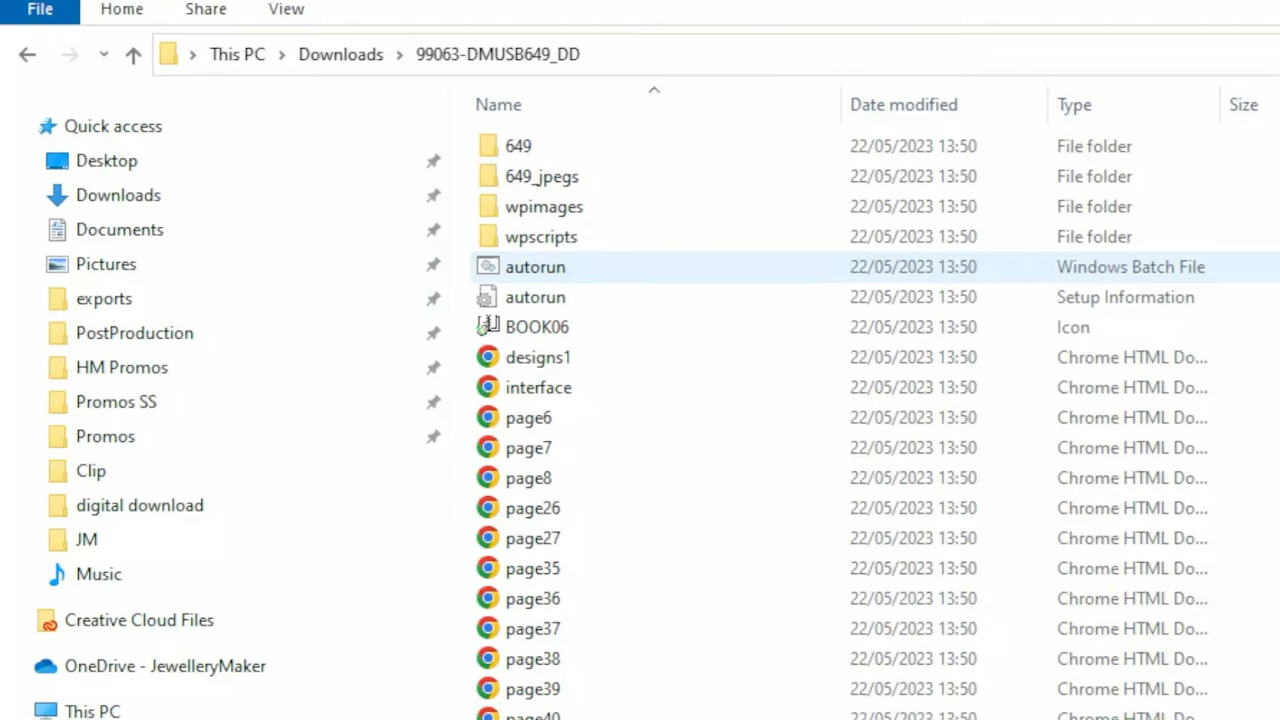 File Home Share View
This PC Downloads 99063-DMUSB649_DD
Name Date modified Type Size
Quick access
Desktop
Downloads
Documents
Pictures
exports
PostProduction
HM Promos
Promos SS
Promos
Clip
digital download
JM
Music
Creative Cloud Files
OneDrive - JewelleryMaker
This PC
649 22/05/2023 13:50 File folder
649_jpegs 22/05/2023 13:50 File folder
wpimages 22/05/2023 13:50 File folder
wpscripts 22/05/2023 13:50 File folder
autorun 22/05/2023 13:50 Windows Batch File
autorun 22/05/2023 13:50 Setup Information
BOOK06 22/05/2023 13:50 Icon
designs1 22/05/2023 13:50 Chrome HTML Do...
interface 22/05/2023 13:50 Chrome HTML Do...
page6 22/05/2023 13:50 Chrome HTML Do...
page7 22/05/2023 13:50 Chrome HTML Do...
page8 22/05/2023 13:50 Chrome HTML Do...
page26 22/05/2023 13:50 Chrome HTML Do...
page27 22/05/2023 13:50 Chrome HTML Do...
page35 22/05/2023 13:50 Chrome HTML Do...
page36 22/05/2023 13:50 Chrome HTML Do...
page37 22/05/2023 13:50 Chrome HTML Do...
page38 22/05/2023 13:50 Chrome HTML Do...
page39 22/05/2023 13:50 Chrome HTML Do...
page40 22/05/2023 13:50 Chrome HTML Do...